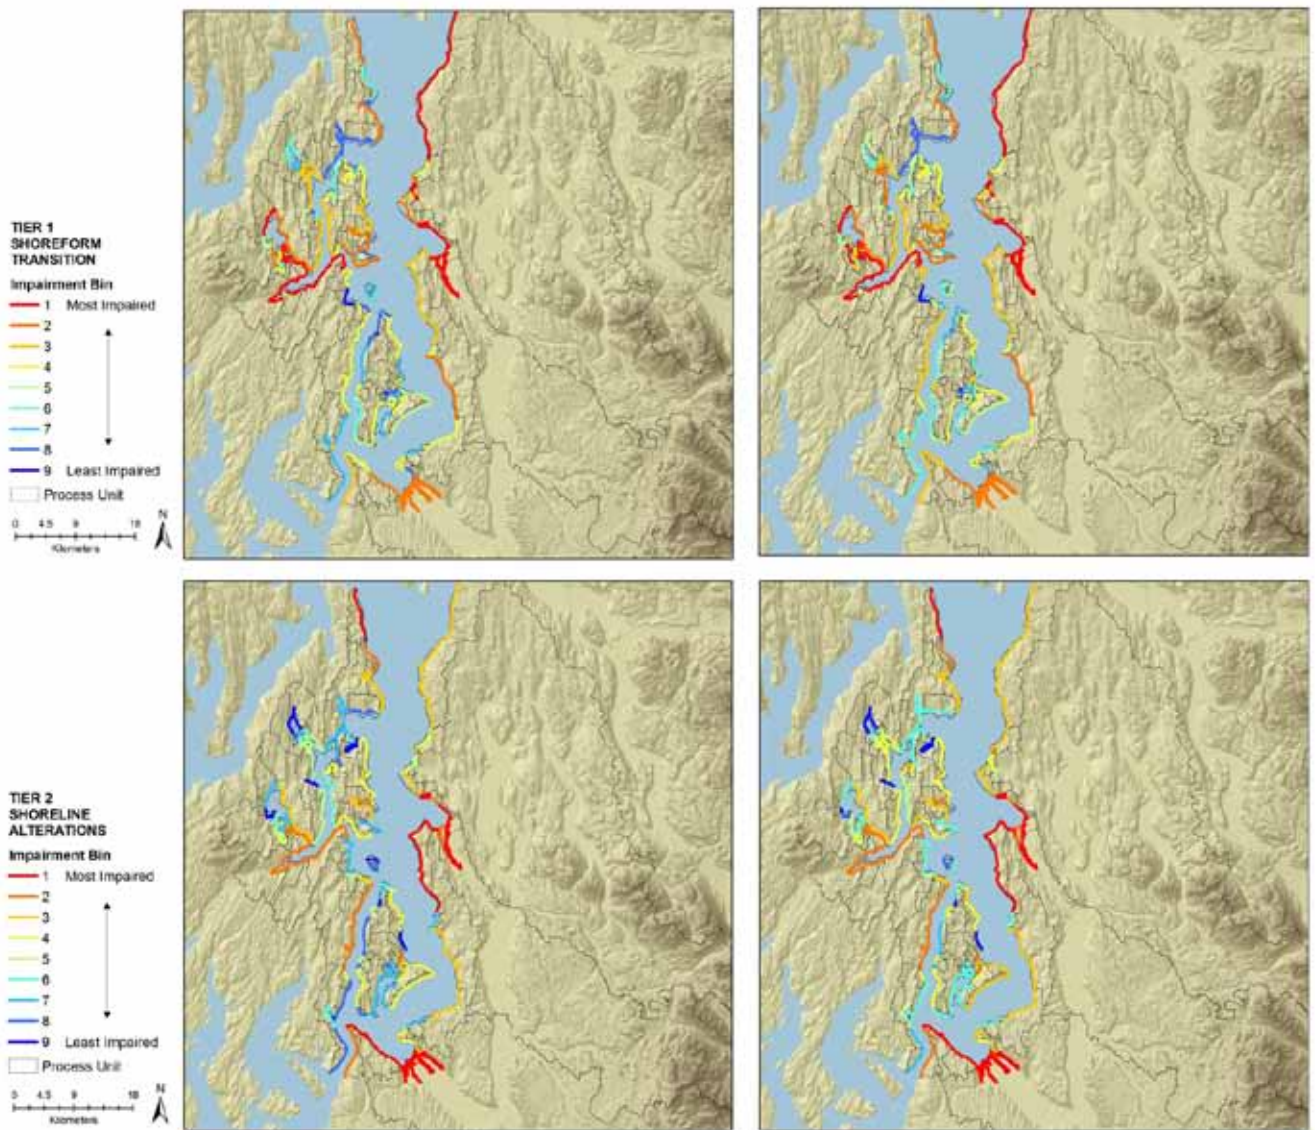 TIER 1
SHOREFORM
TRANSITION
Impairment Bin
1 Most Impaired
2
3
4
5
6
7
8
9 Least Impaired
Process Unit
N
0 4.5 9 18
Kilometers
TIER 2
SHORELINE
ALTERATIONS
Impairment Bin
1 Most Impaired
2
3
4
5
6
7
8
9 Least Impaired
Process Unit
N
0 4.5 9 18
Kilometers